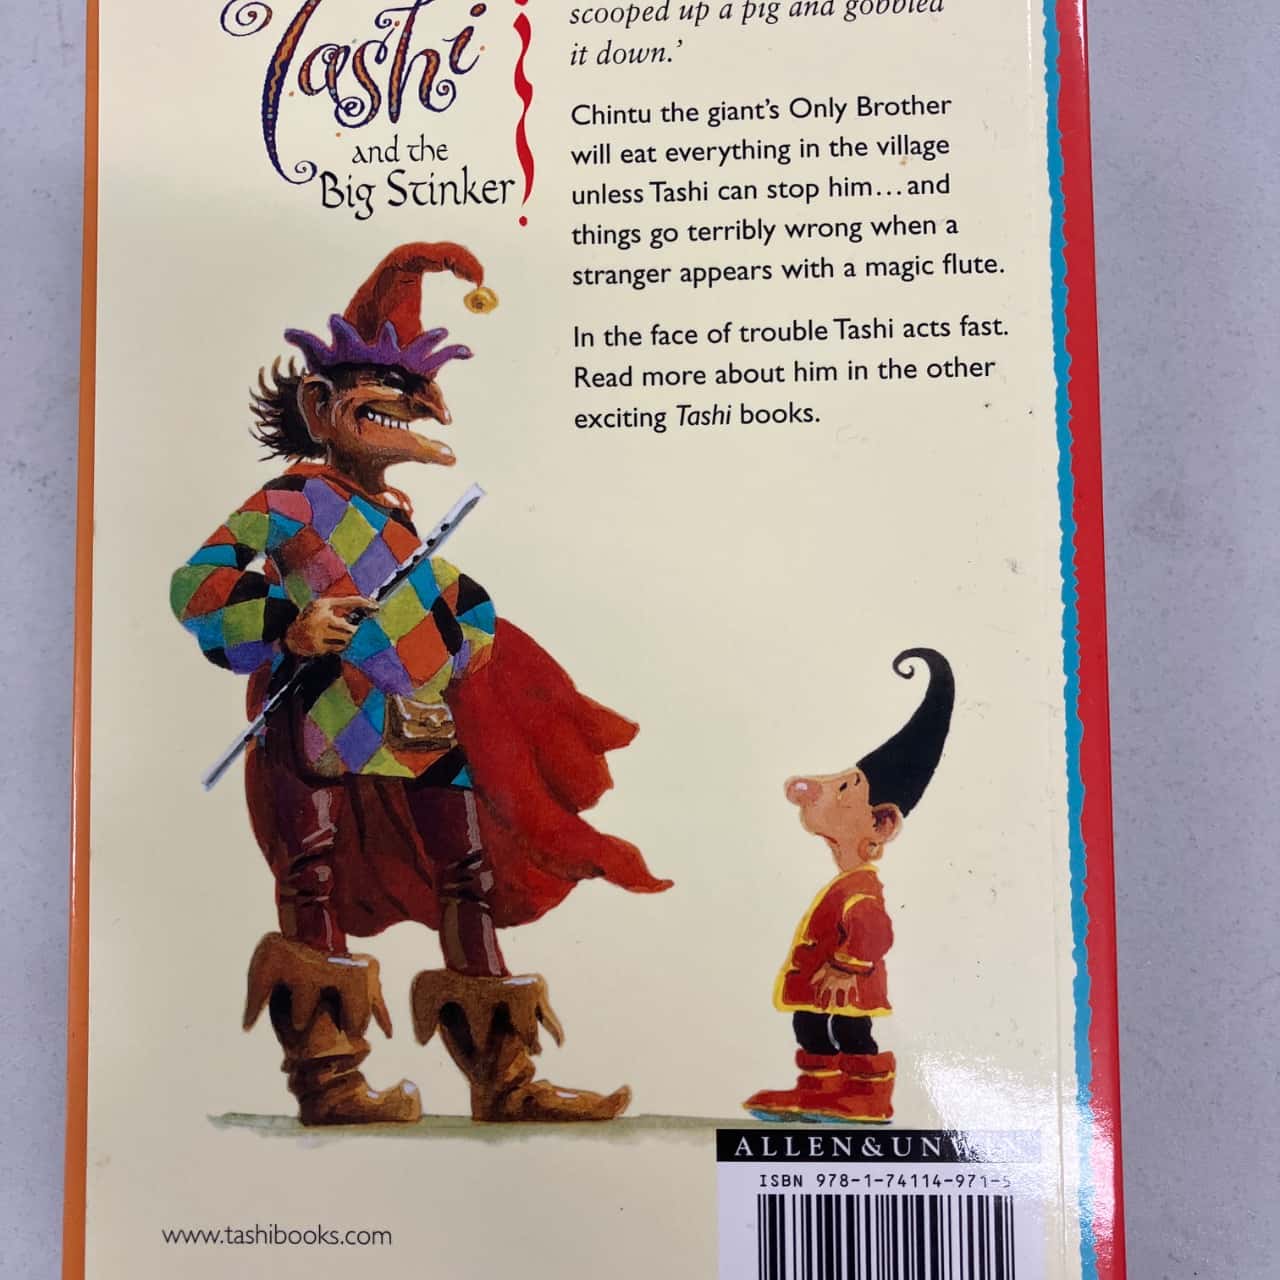 Tashi
and the
Big Stinker
scooped up a pig and gobbled
it down.’
Chintu the giant’s Only Brother
will eat everything in the village
unless Tashi can stop him...and
things go terribly wrong when a
stranger appears with a magic flute.
In the face of trouble Tashi acts fast.
Read more about him in the other
exciting Tashi books.
ALLEN&UNWIN
ISBN 978-1-74114-971-5
www.tashibooks.com